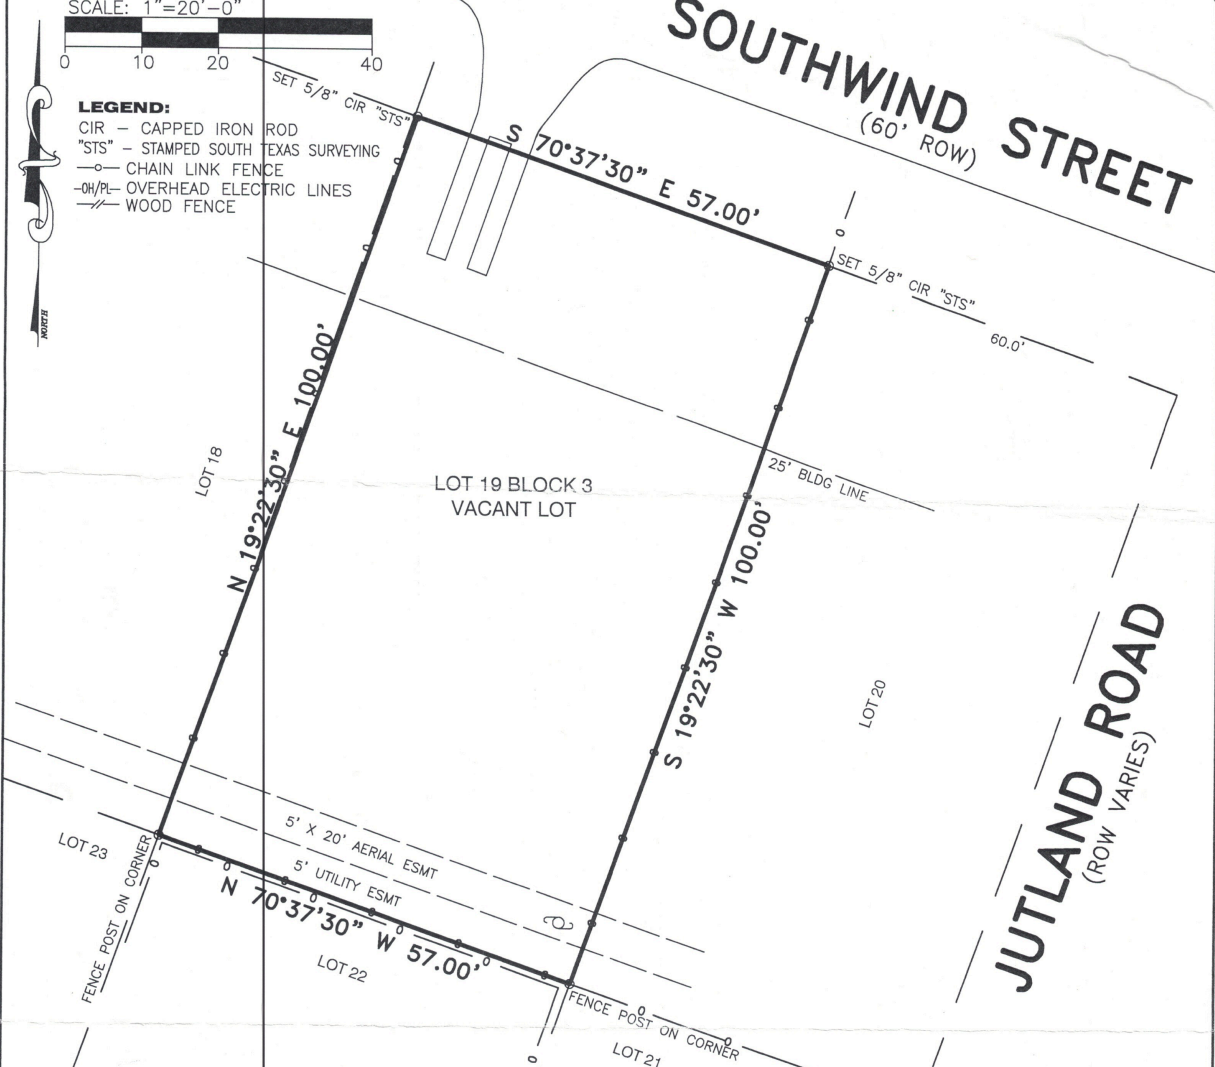 SCALE: 1"=20'-0"
0 10 20 40
LEGEND:
CIR – CAPPED IRON ROD
"STS" – STAMPED SOUTH TEXAS SURVEYING
CHAIN LINK FENCE
-OH/PL- OVERHEAD ELECTRIC LINES
WOOD FENCE
NORTH
SET 5/8" CIR "STS"
SOUTHWIND STREET
(60' ROW)
S 70°37'30" E 57.00'
SET 5/8" CIR "STS"
60.0'
N 19°22'30" E 100.00'
LOT 18
LOT 19 BLOCK 3
VACANT LOT
25' BLDG LINE
S 19°22'30" W 100.00'
LOT 20
JUTLAND ROAD
(ROW VARIES)
5' X 20' AERIAL ESMT
5' UTILITY ESMT
N 70°37'30" W 57.00'
LOT 23
FENCE POST ON CORNER
LOT 22
FENCE POST ON CORNER
LOT 21